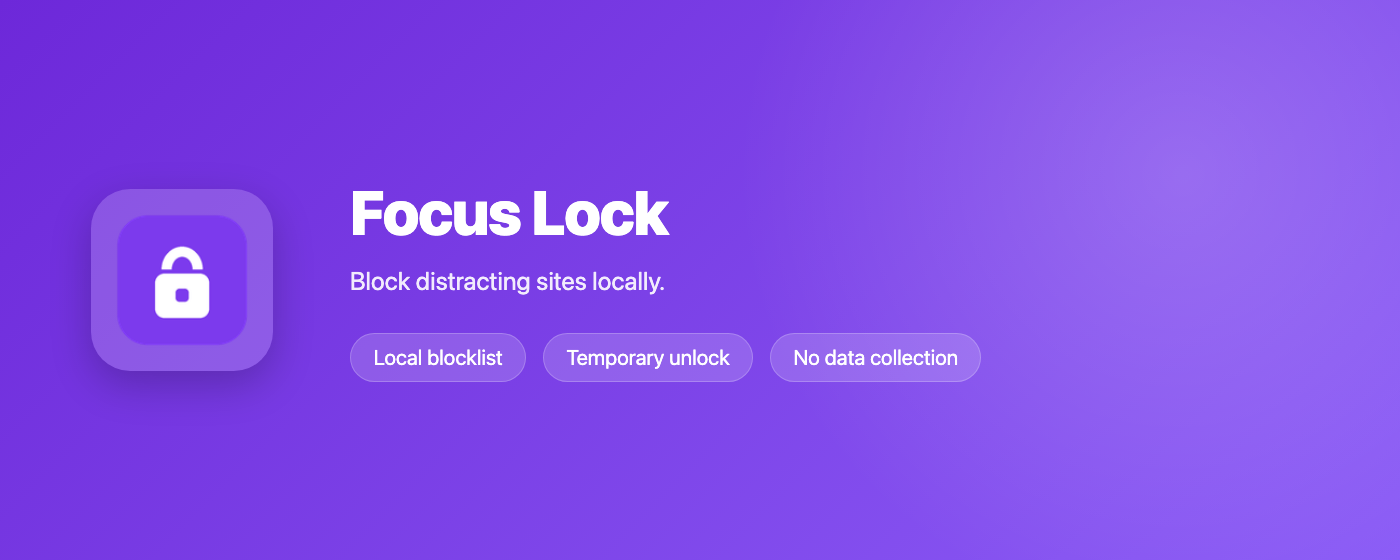 Focus Lock
Block distracting sites locally.
Local blocklist
Temporary unlock
No data collection